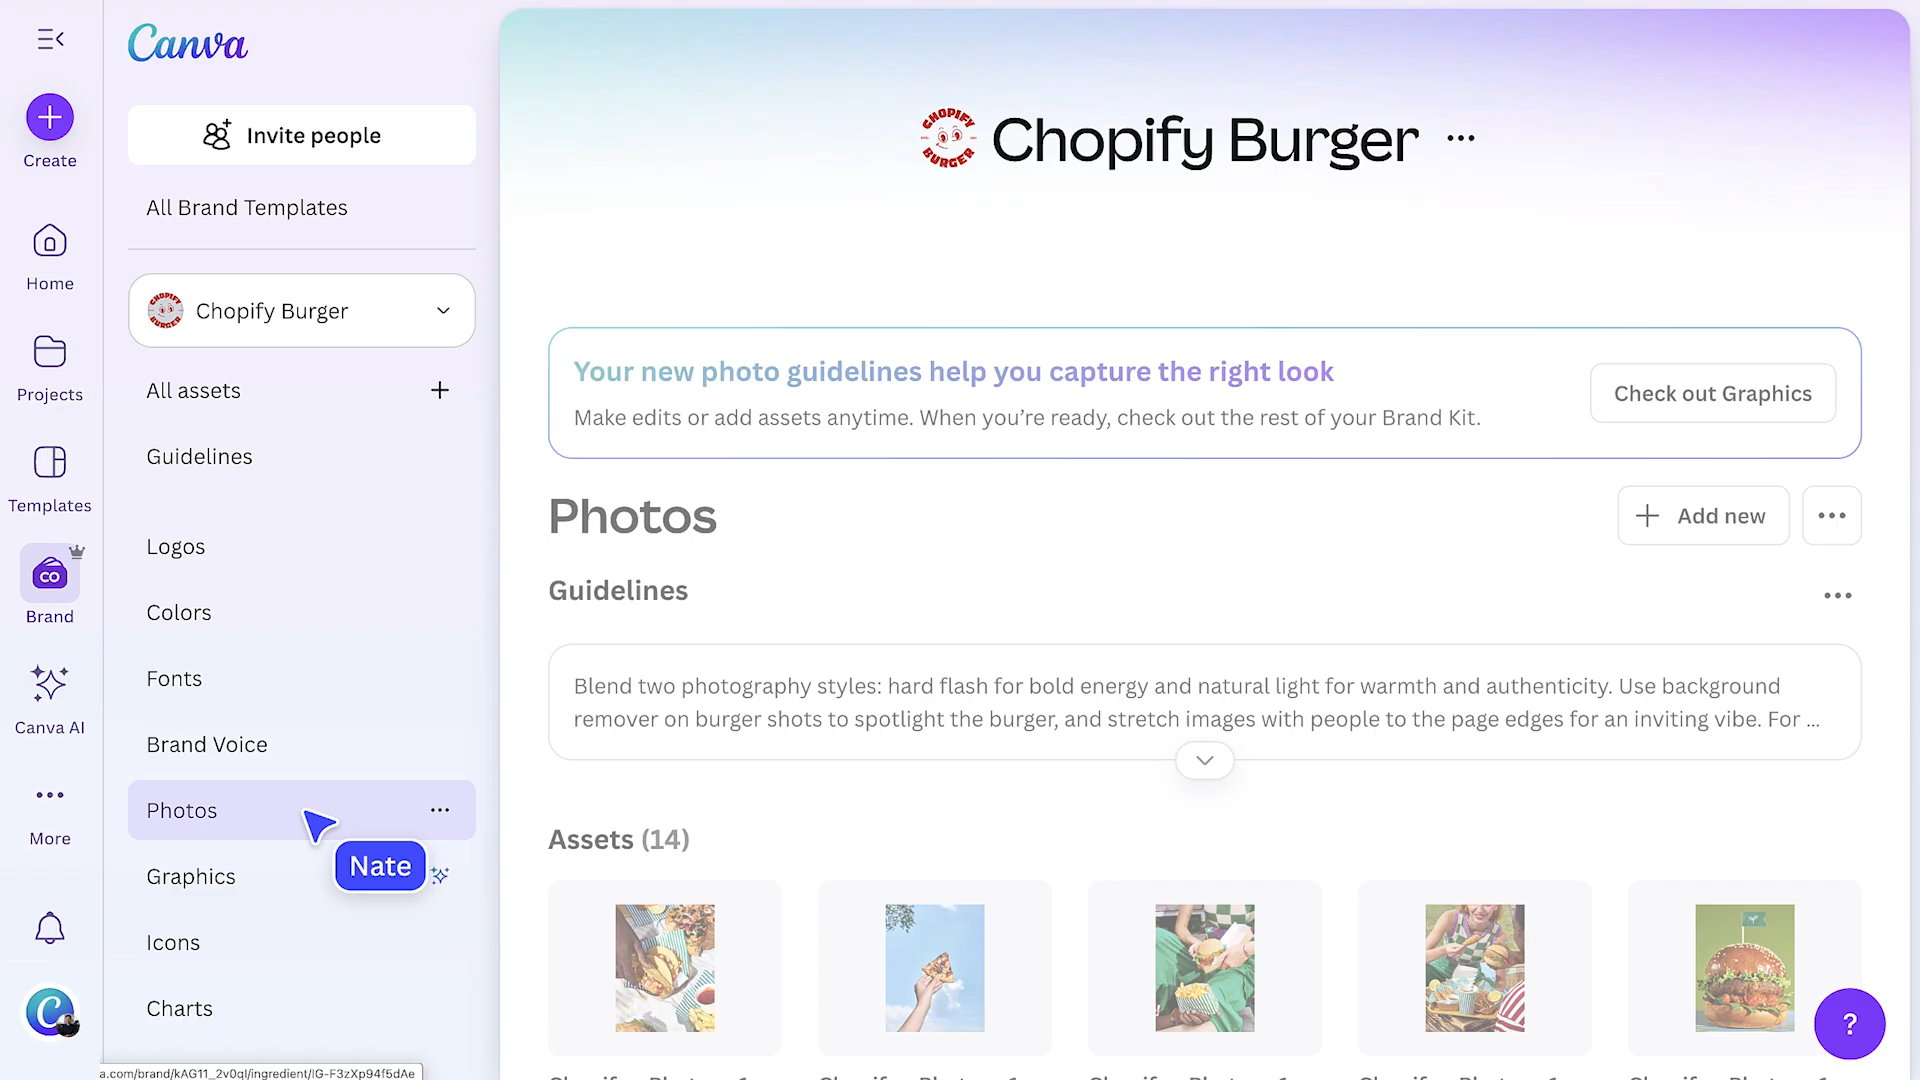 Canva
Create
Home
Projects
Templates
CO
Brand
Canva AI
More
Invite people
All Brand Templates
CHOPIFY
BURGER
Chopify Burger
All assets
Guidelines
Logos
Colors
Fonts
Brand Voice
Photos
Nate
Graphics
Icons
Charts
a.com/brand/kAG11_2v0qI/ingredient/IG-F3zXp94f5dAe
CHOPIFY
BURGER
Chopify Burger
Your new photo guidelines help you capture the right look
Make edits or add assets anytime. When you’re ready, check out the rest of your Brand Kit.
Check out Graphics
Photos
Add new
Guidelines
Blend two photography styles: hard flash for bold energy and natural light for warmth and authenticity. Use background
remover on burger shots to spotlight the burger, and stretch images with people to the page edges for an inviting vibe. For ...
Assets (14)
?